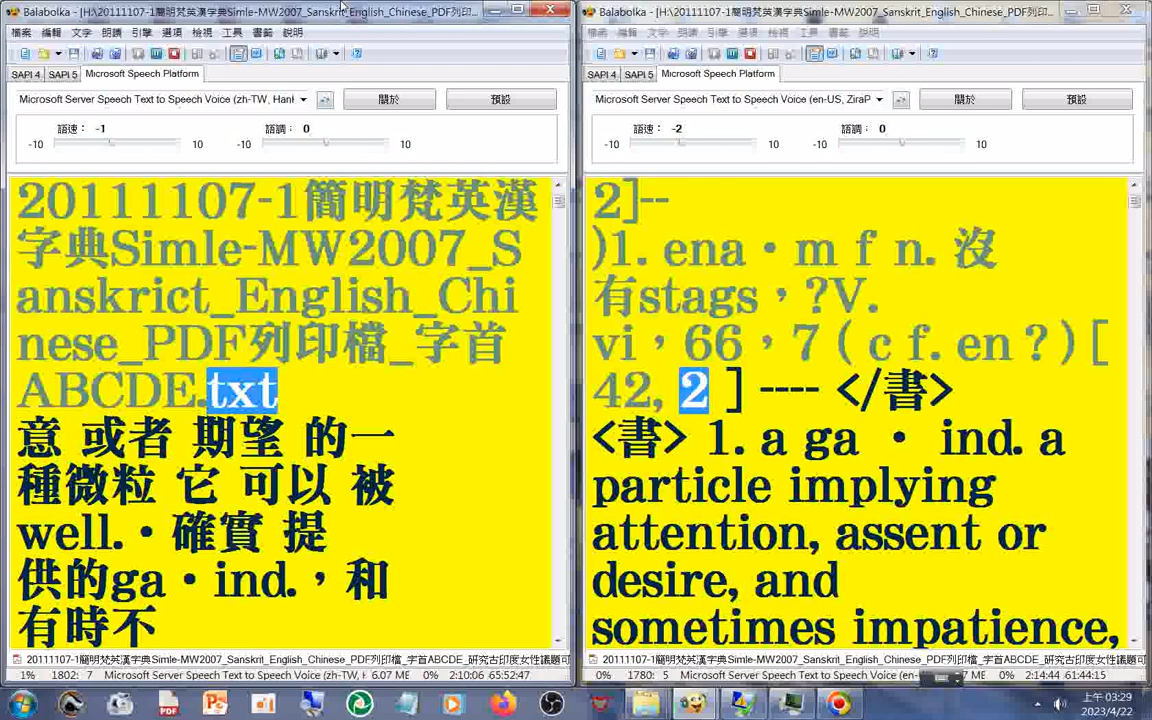 Balabolka - [H:\20111107-1簡明梵英漢字典Simle-MW2007_Sanskrit_English_Chinese_PDF列印...
檔案 編輯 文字 朗讀 引擎 選項 檢視 工具 書籤 說明
SAPI 4 SAPI 5 Microsoft Speech Platform
Microsoft Server Speech Text to Speech Voice (zh-TW, Hanl
關於 預設
語速： -1 語調： 0
-10 10 -10 10
20111107-1簡明梵英漢
字典Simle-MW2007_S
anskrict_English_Chi
nese_PDF列印檔_字首
ABCDE.txt
意 或者 期望 的一
種微粒 它 可以 被
well.•確實 提
供的ga•ind.，和
有時不
20111107-1簡明梵英漢字典Simle-MW2007_Sanskrit_English_Chinese_PDF列印檔_字首ABCDE_研究古印度女性議題可
1% 1802: 7 Microsoft Server Speech Text to Speech Voice (zh-TW, H 6.07 ME 0% 2:10:06 65:52:47
Balabolka - [H:\20111107-1簡明梵英漢字典Simle-MW2007_Sanskrit_English_Chinese_PDF列印...
檔案 編輯 文字 朗讀 引擎 選項 檢視 工具 書籤 說明
SAPI 4 SAPI 5 Microsoft Speech Platform
Microsoft Server Speech Text to Speech Voice (en-US, ZiraP
關於 預設
語速： -2 語調： 0
-10 10 -10 10
2]--
)1. ena•m f n. 沒
有stags，?V.
vi，66，7 ( c f. en ? ) [
42, 2 ] ---- </書>
<書> 1. a ga • ind. a
particle implying
attention, assent or
desire, and
sometimes impatience,
20111107-1簡明梵英漢字典Simle-MW2007_Sanskrit_English_Chinese_PDF列印檔_字首ABCDE_研究古印度女性議題可
0% 1780: 5 Microsoft Server Speech Text to Speech Voice (en- ME 0% 2:14:44 61:44:15
上午 03:29
2023/4/22